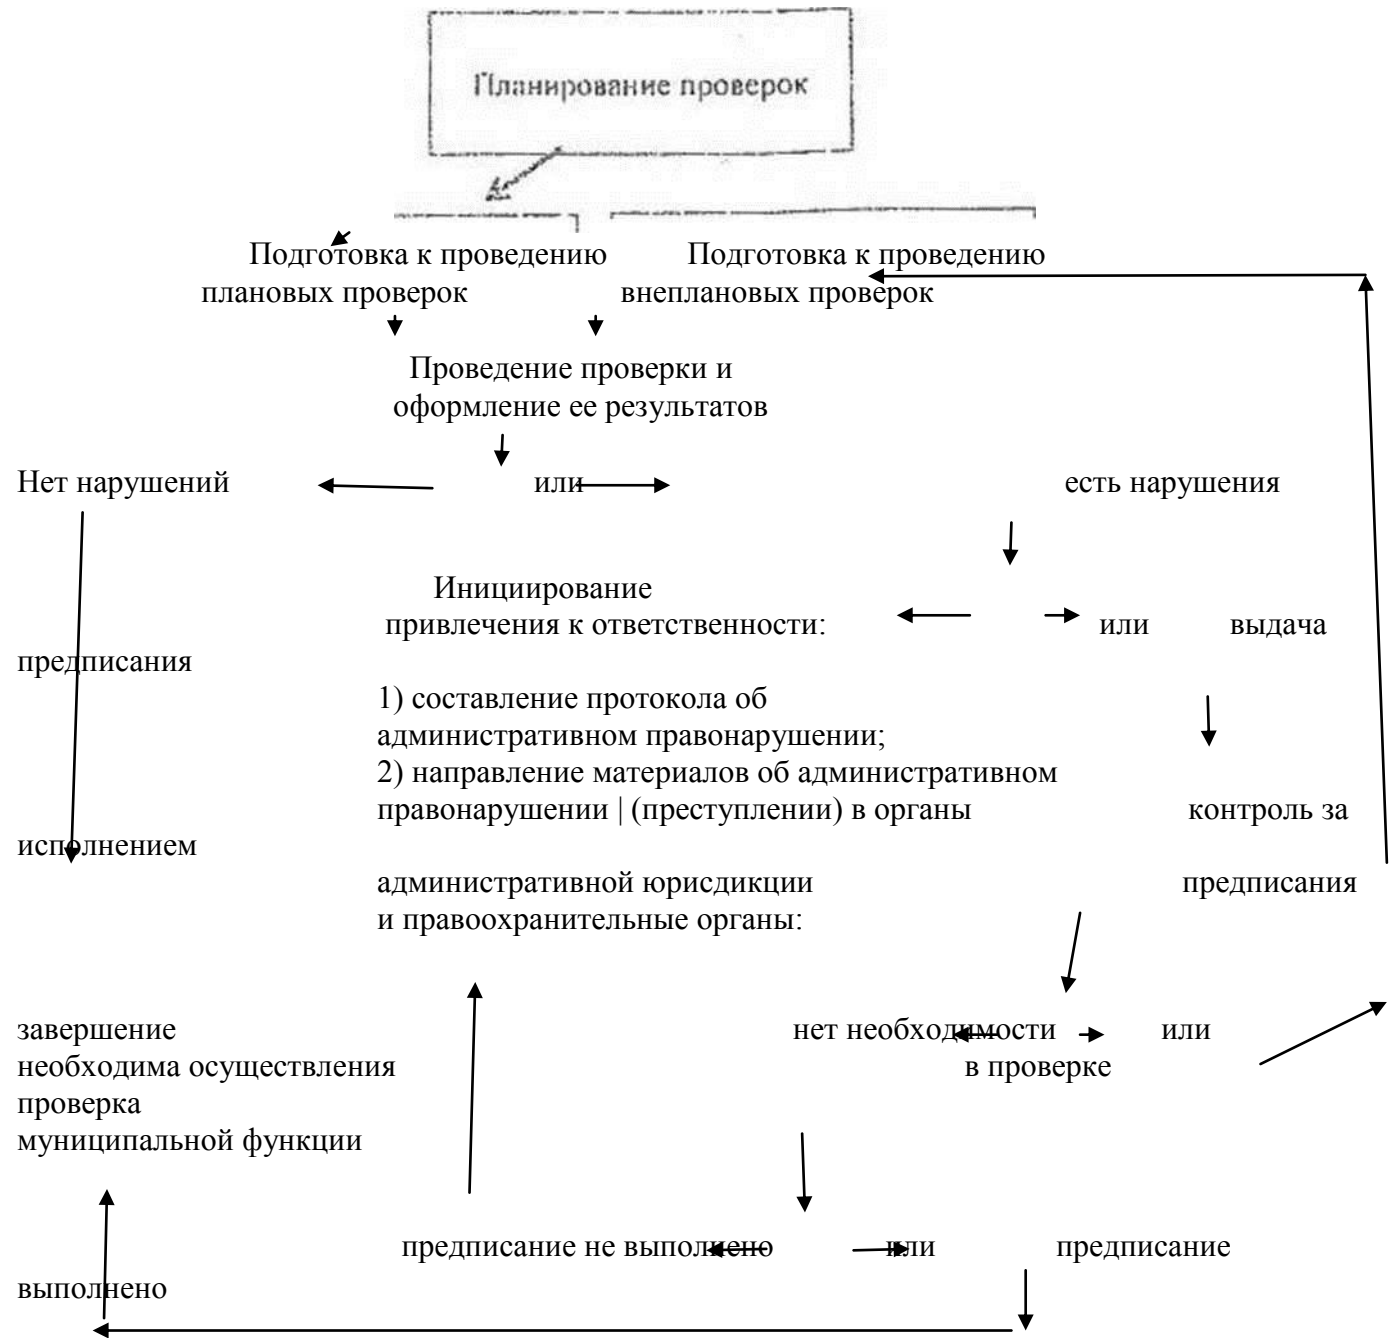 Планирование проверок
Подготовка к проведению Подготовка к проведению
плановых проверок внеплановых проверок
Проведение проверки и
оформление ее результатов
Нет нарушений или есть нарушения
Инициирование
привлечения к ответственности: или выдача
предписания
1) составление протокола об
административном правонарушении;
2) направление материалов об административном
правонарушении | (преступлении) в органы контроль за
исполнением
административной юрисдикции предписания
и правоохранительные органы:
завершение нет необходимости или
необходима осуществления в проверке
проверка
муниципальной функции
предписание не выполнено или предписание
выполнено